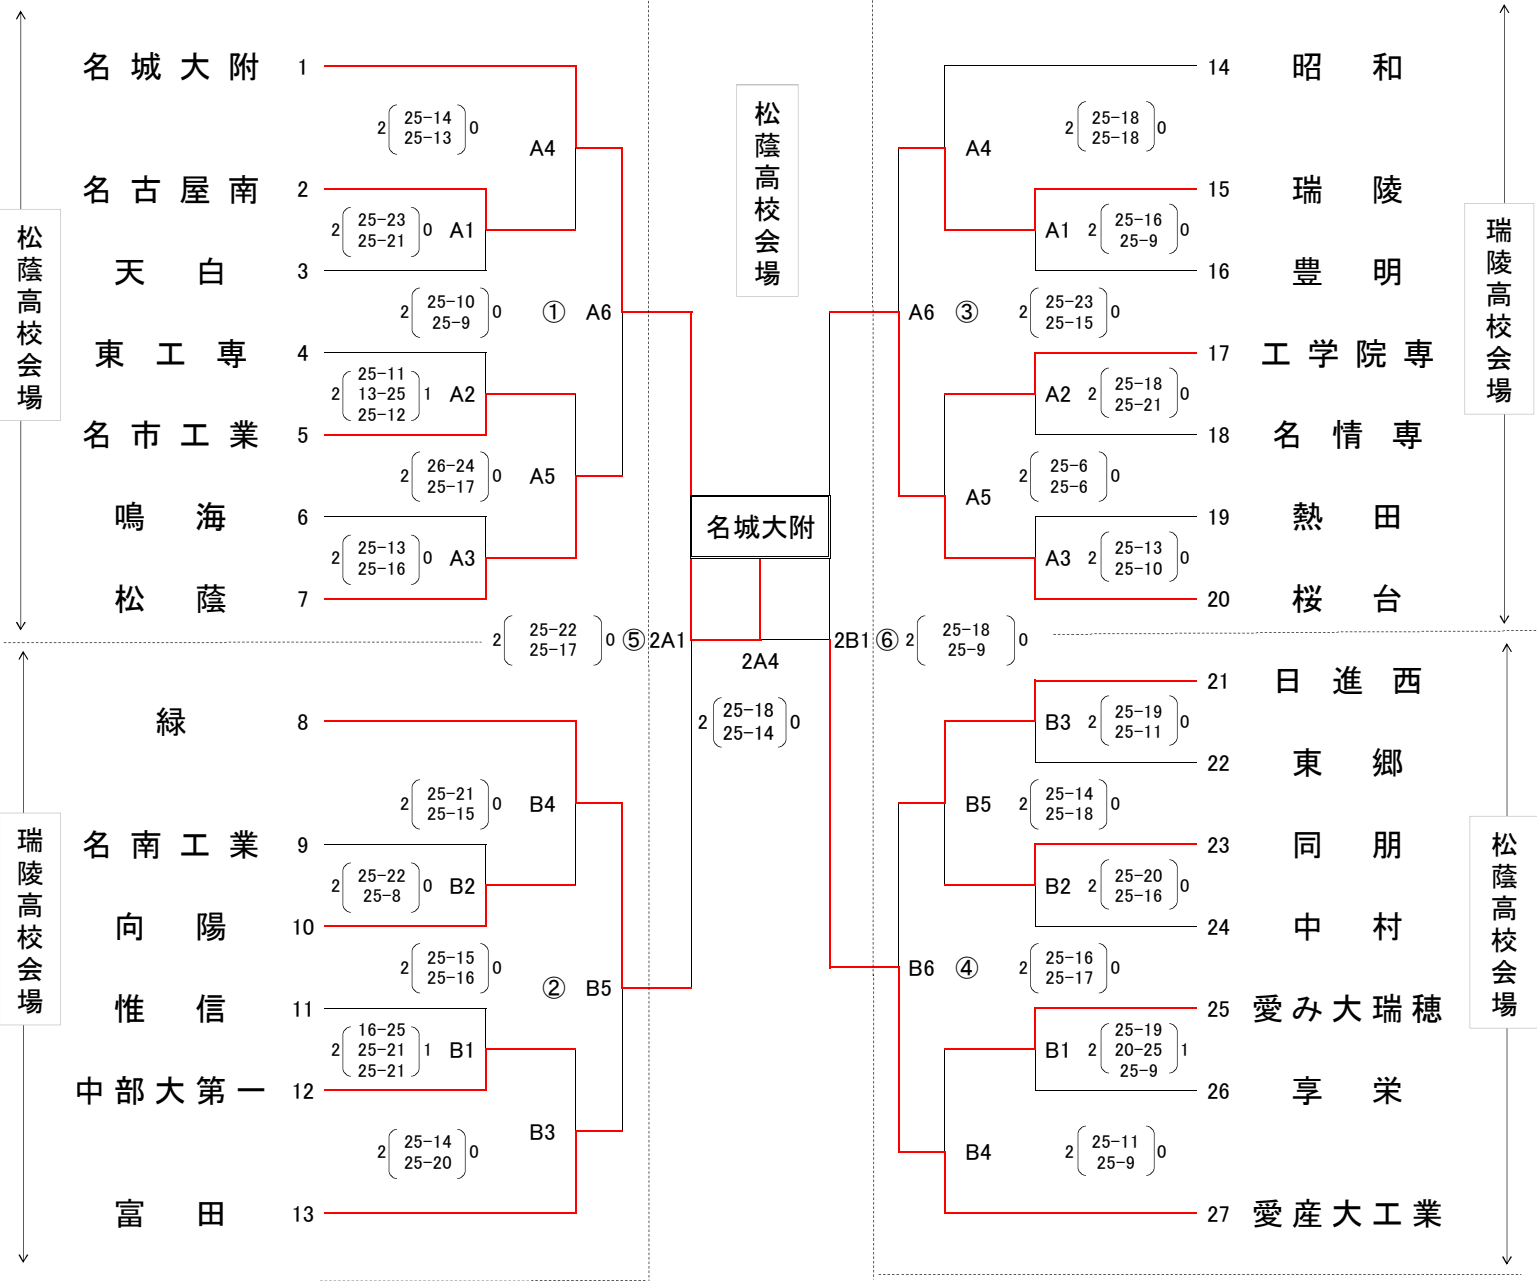 松蔭高校会場
名城大附 1
2 25-14 0
25-13
A4
名古屋南 2
2 25-23 0
25-21
A1
天白 3
2 25-10 0
25-9
① A6
東工専 4
25-11
2 13-25 1
25-12
A2
名市工業 5
2 26-24 0
25-17
A5
鳴海 6
2 25-13 0
25-16
A3
松蔭 7
2 25-22 0
25-17
⑤ 2A1
瑞陵高校会場
緑 8
2 25-21 0
25-15
B4
名南工業 9
2 25-22 0
25-8
B2
向陽 10
2 25-15 0
25-16
② B5
惟信 11
16-25
2 25-21 1
25-21
B1
中部大第一 12
2 25-14 0
25-20
B3
富田 13
松蔭高校会場
名城大附
2A4
2 25-18 0
25-14
瑞陵高校会場
14 昭和
A4
2 25-18 0
25-18
15 瑞陵
A1
2 25-16 0
25-9
16 豊明
A6 ③
2 25-23 0
25-15
17 工学院専
A2
2 25-18 0
25-21
18 名情専
A5
2 25-6 0
25-6
19 熱田
A3
2 25-13 0
25-10
20 桜台
2B1 ⑥
2 25-18 0
25-9
松蔭高校会場
21 日進西
B3
2 25-19 0
25-11
22 東郷
B5
2 25-14 0
25-18
23 同朋
B2
2 25-20 0
25-16
24 中村
B6 ④
2 25-16 0
25-17
25 愛み大瑞穂
B1
25-19
2 20-25 1
25-9
26 享栄
B4
2 25-11 0
25-9
27 愛産大工業